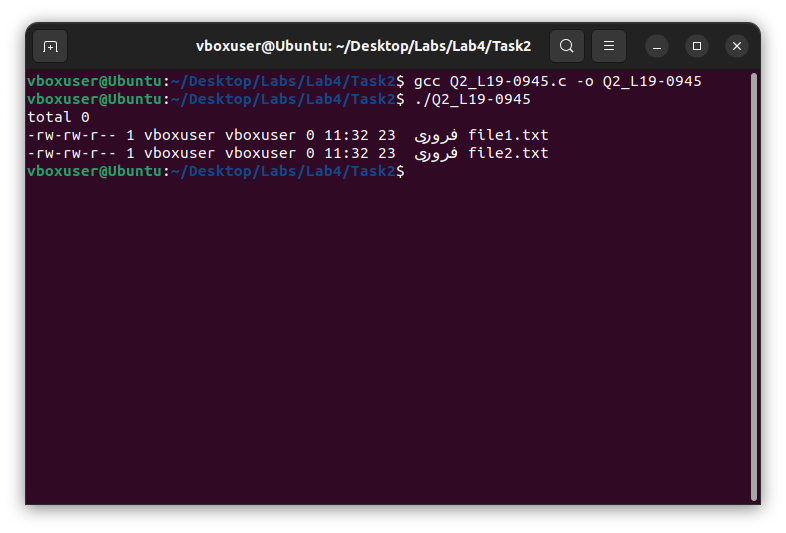 vboxuser@Ubuntu: ~/Desktop/Labs/Lab4/Task2
vboxuser@Ubuntu:~/Desktop/Labs/Lab4/Task2$ gcc Q2_L19-0945.c -o Q2_L19-0945
vboxuser@Ubuntu:~/Desktop/Labs/Lab4/Task2$ ./Q2_L19-0945
total 0
-rw-rw-r-- 1 vboxuser vboxuser 0 11:32 23  فروری file1.txt
-rw-rw-r-- 1 vboxuser vboxuser 0 11:32 23  فروری file2.txt
vboxuser@Ubuntu:~/Desktop/Labs/Lab4/Task2$